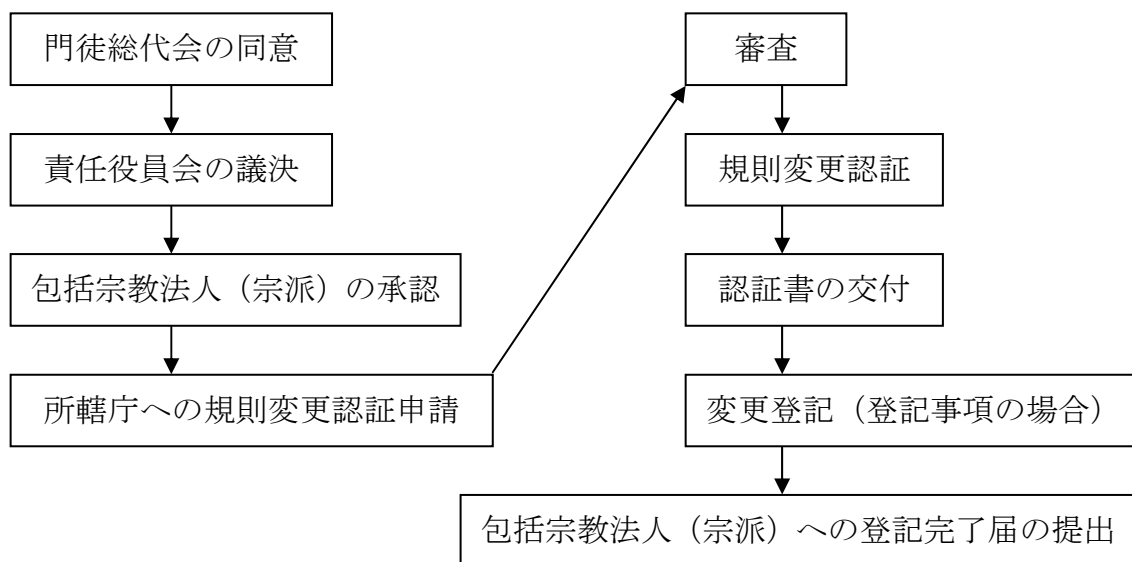 門徒総代会の同意
責任役員会の議決
包括宗教法人（宗派）の承認
所轄庁への規則変更認証申請
審査
規則変更認証
認証書の交付
変更登記（登記事項の場合）
包括宗教法人（宗派）への登記完了届の提出